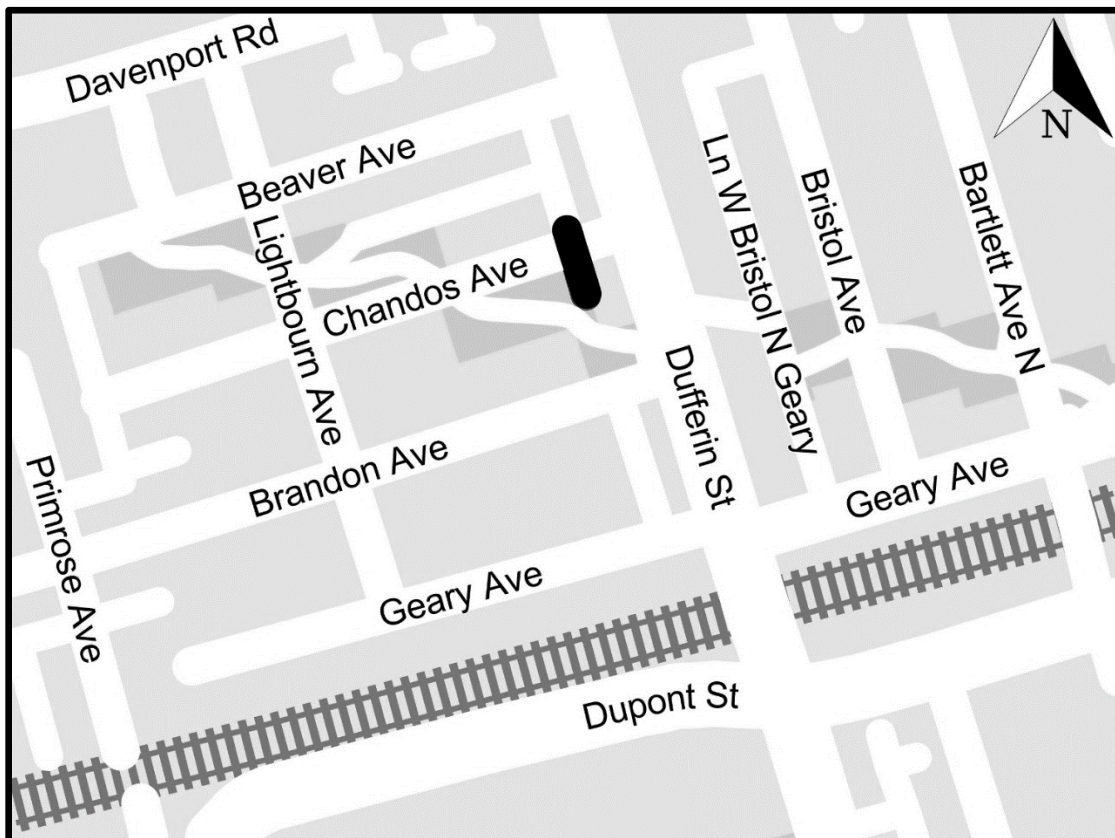 Davenport Rd
N
Beaver Ave
Ln W Bristol N Geary
Bristol Ave
Bartlett Ave N
Lightbourn Ave
Chandos Ave
Dufferin St
Brandon Ave
Primrose Ave
Geary Ave
Geary Ave
Dupont St